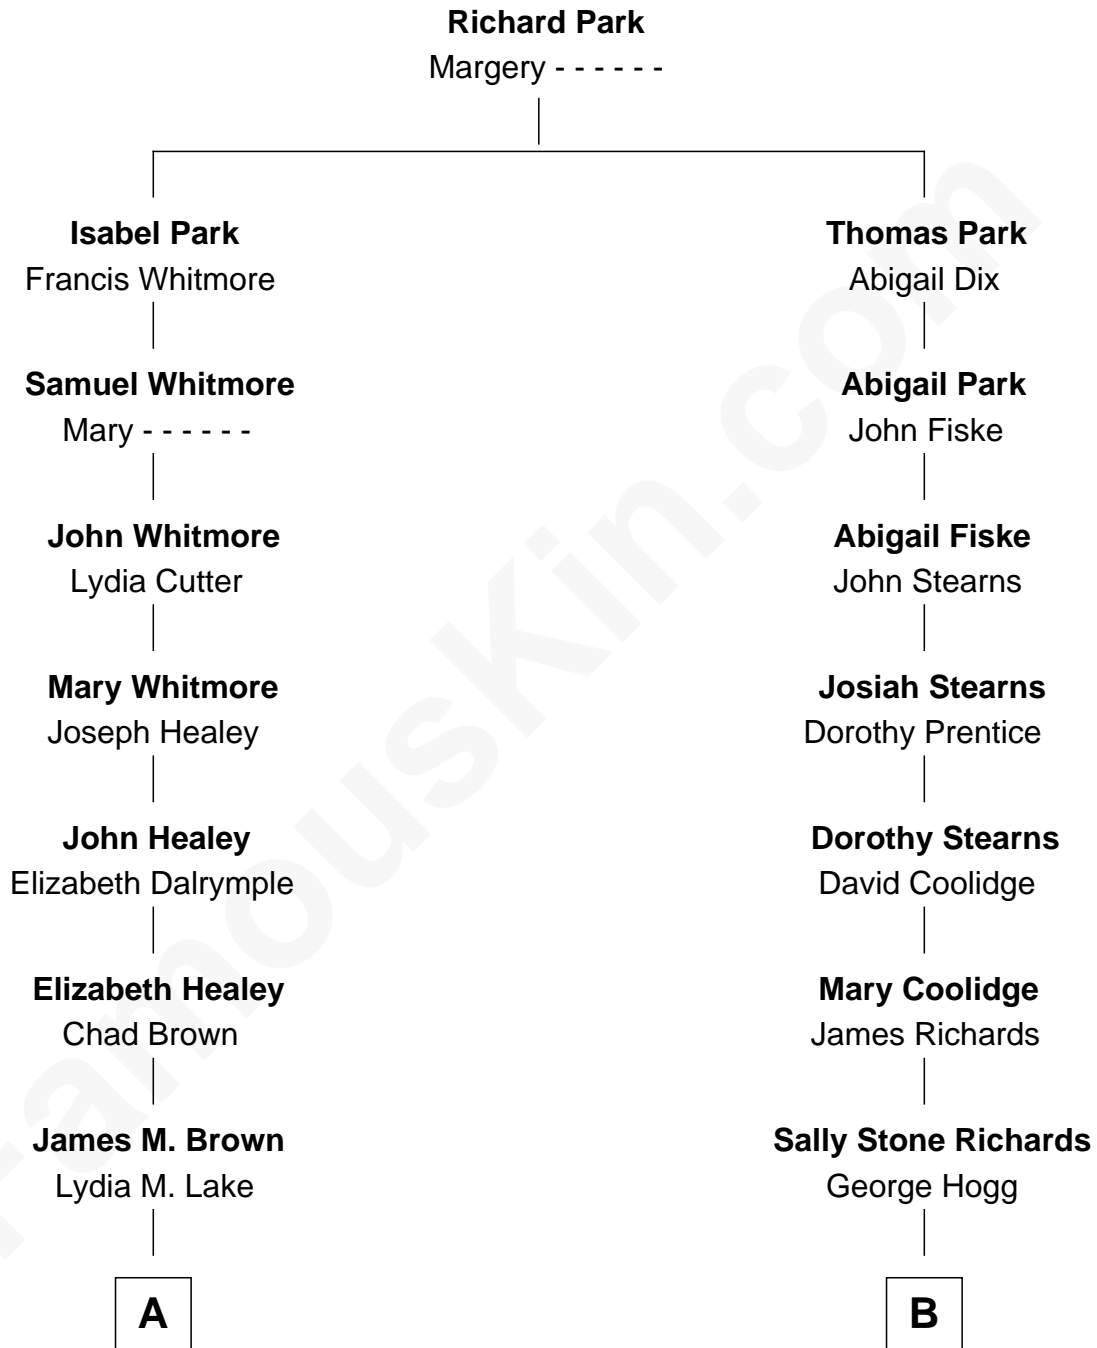 Richard Park
Margery - - - - - -
Isabel Park
Francis Whitmore
Samuel Whitmore
Mary - - - - - -
John Whitmore
Lydia Cutter
Mary Whitmore
Joseph Healey
John Healey
Elizabeth Dalrymple
Elizabeth Healey
Chad Brown
James M. Brown
Lydia M. Lake
A
Thomas Park
Abigail Dix
Abigail Park
John Fiske
Abigail Fiske
John Stearns
Josiah Stearns
Dorothy Prentice
Dorothy Stearns
David Coolidge
Mary Coolidge
James Richards
Sally Stone Richards
George Hogg
B
FamousKin.com